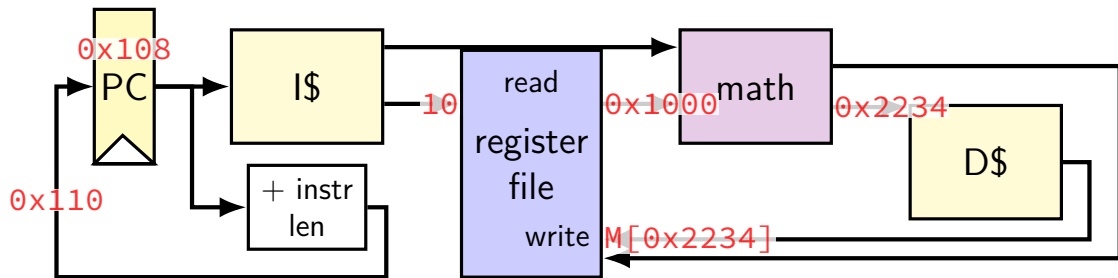 0x108
PC
I$
10
read
0x1000
math
0x2234
D$
register
file
+ instr
len
0x110
write
M[0x2234]